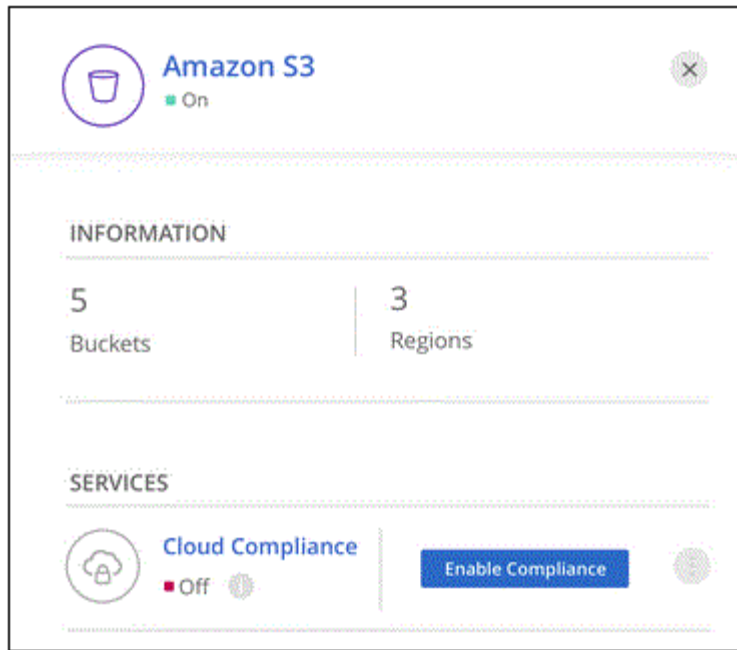 Amazon S3
On
INFORMATION
5
3
Buckets
Regions
SERVICES
Cloud Compliance
Off
Enable Compliance